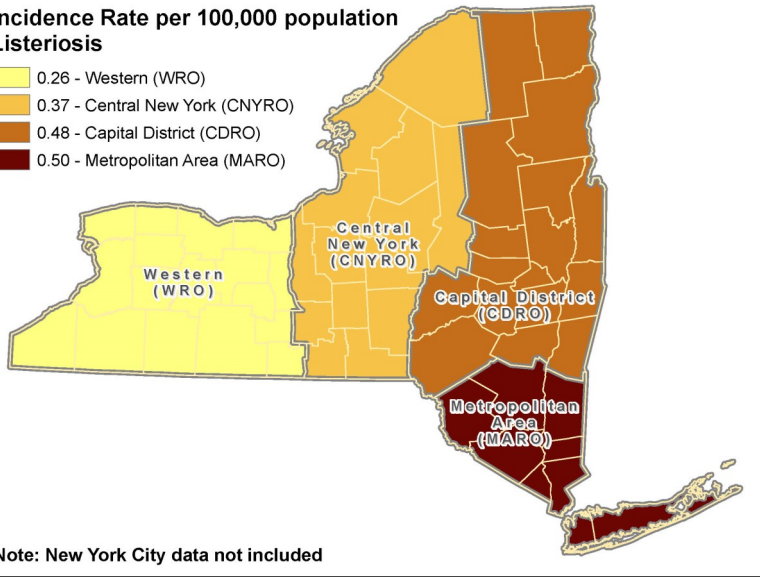 ncidence Rate per 100,000 population
Listeriosis
0.26 - Western (WRO)
0.37 - Central New York (CNYRO)
0.48 - Capital District (CDRO)
0.50 - Metropolitan Area (MARO)
Central
New York
(CNYRO)
Western
(WRO)
Capital District
(CDRO)
Metropolitan
Area
(MARO)
Note: New York City data not included